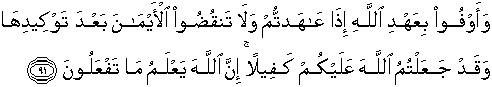 وَأَوْفُوا۟ بِعَهْدِ ٱللَّهِ إِذَا عَـٰهَدتُّمْ وَلَا تَنقُضُوا۟ ٱلْأَيْمَـٰنَ بَعْدَ تَوْكِيدِهَا
وَقَدْ جَعَلْتُمُ ٱللَّهَ عَلَيْكُمْ كَفِيلًا ۚ إِنَّ ٱللَّهَ يَعْلَمُ مَا تَفْعَلُونَ ﴿٩١﴾